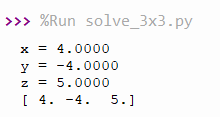 >>> %Run solve_3x3.py
x = 4.0000
y = -4.0000
z = 5.0000
[ 4. -4.  5.]